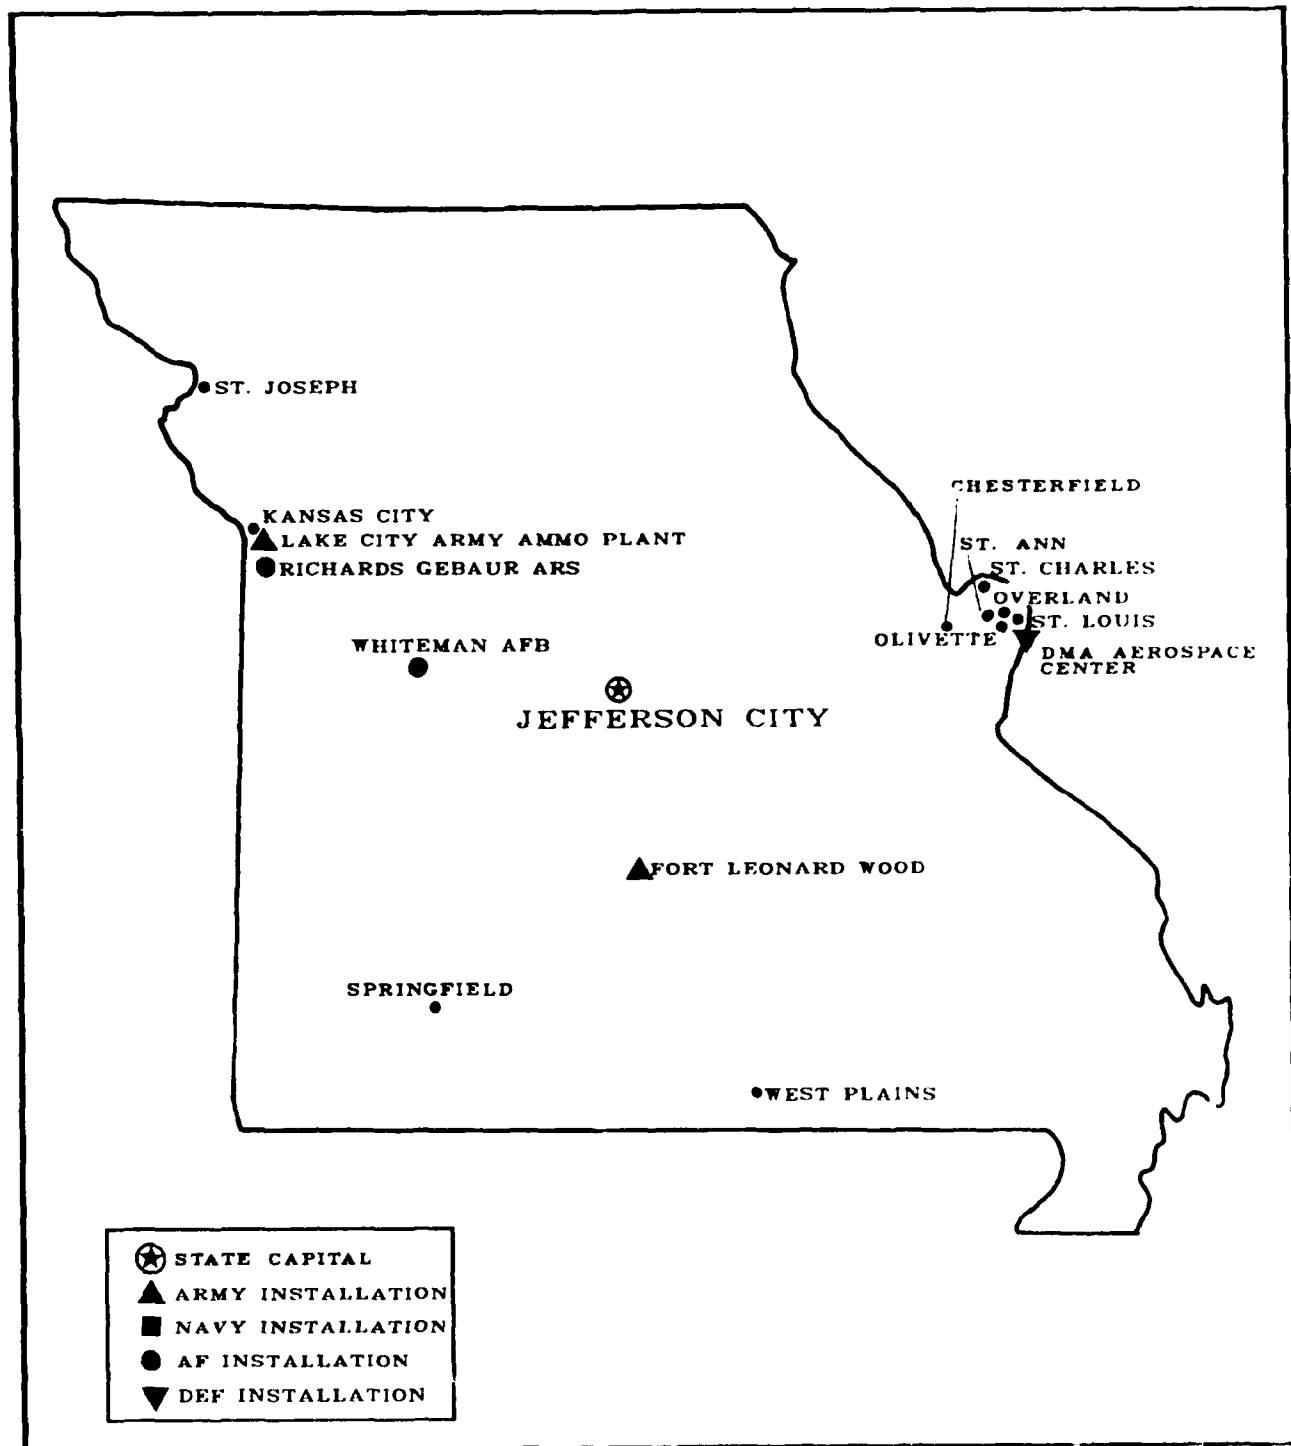 ST. JOSEPH
CHESTERFIELD
KANSAS CITY
LAKE CITY ARMY AMMO PLANT
ST. ANN
RICHARDS GEBAUR ARS
ST. CHARLES
OVERLAND
ST. LOUIS
OLIVETTE
WHITEMAN AFB
DMA AEROSPACE
CENTER
JEFFERSON CITY
FORT LEONARD WOOD
SPRINGFIELD
WEST PLAINS
STATE CAPITAL
ARMY INSTALLATION
NAVY INSTALLATION
AF INSTALLATION
DEF INSTALLATION